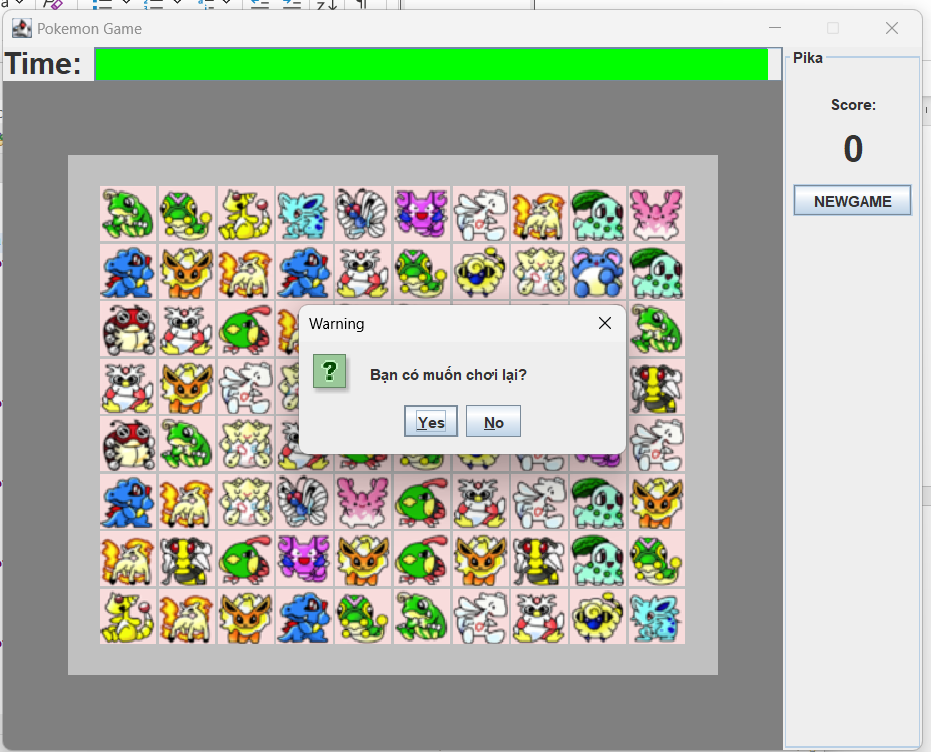 Pokemon Game
Time:
Pika
Score:
0
NEWGAME
Warning
?
Bạn có muốn chơi lại?
Yes
No